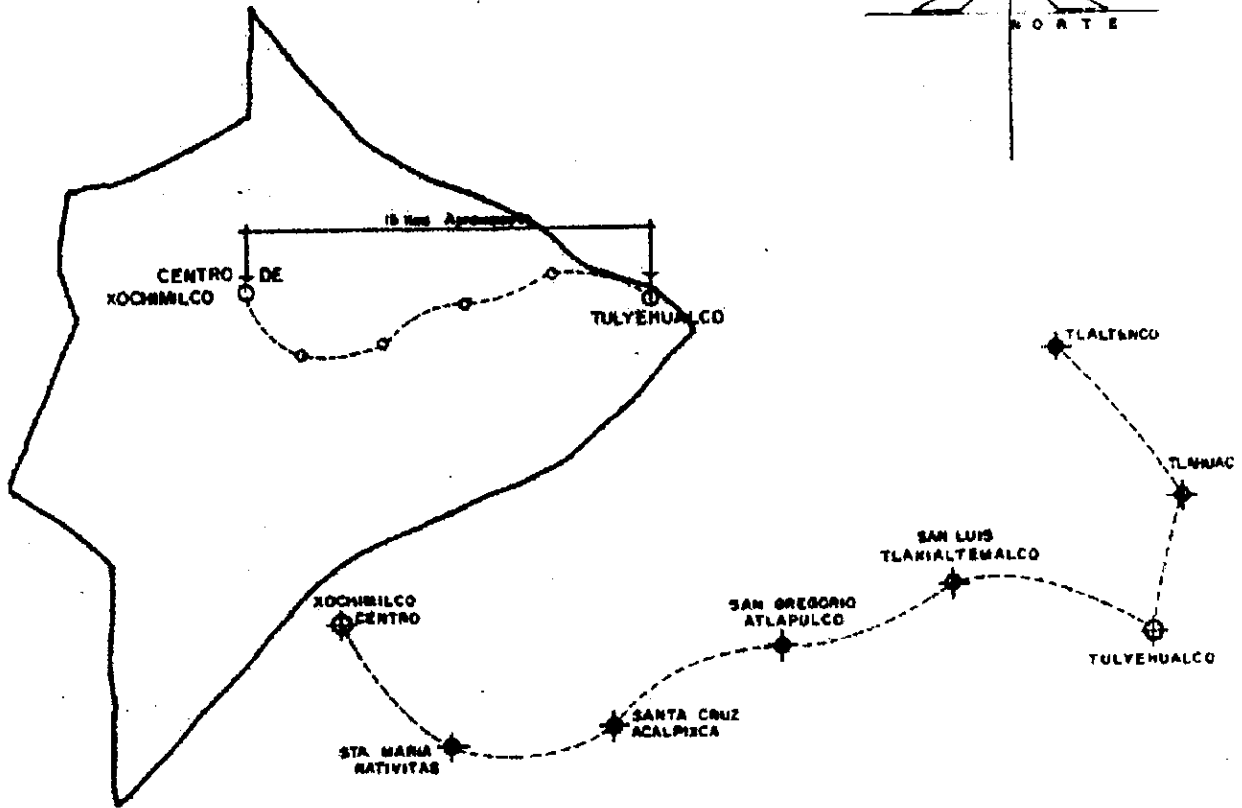 NORTE
CENTRO DE
XOCHIMILCO
TULYEHUALCO
TLALTENCO
TLAHUAC
SAN LUIS
TLAXIALTEMALCO
SAN GREGORIO
ATLAPULCO
TULYEHUALCO
XOCHIMILCO
CENTRO
SANTA CRUZ
ACALPIXCA
STA MARIA
NATIVITAS